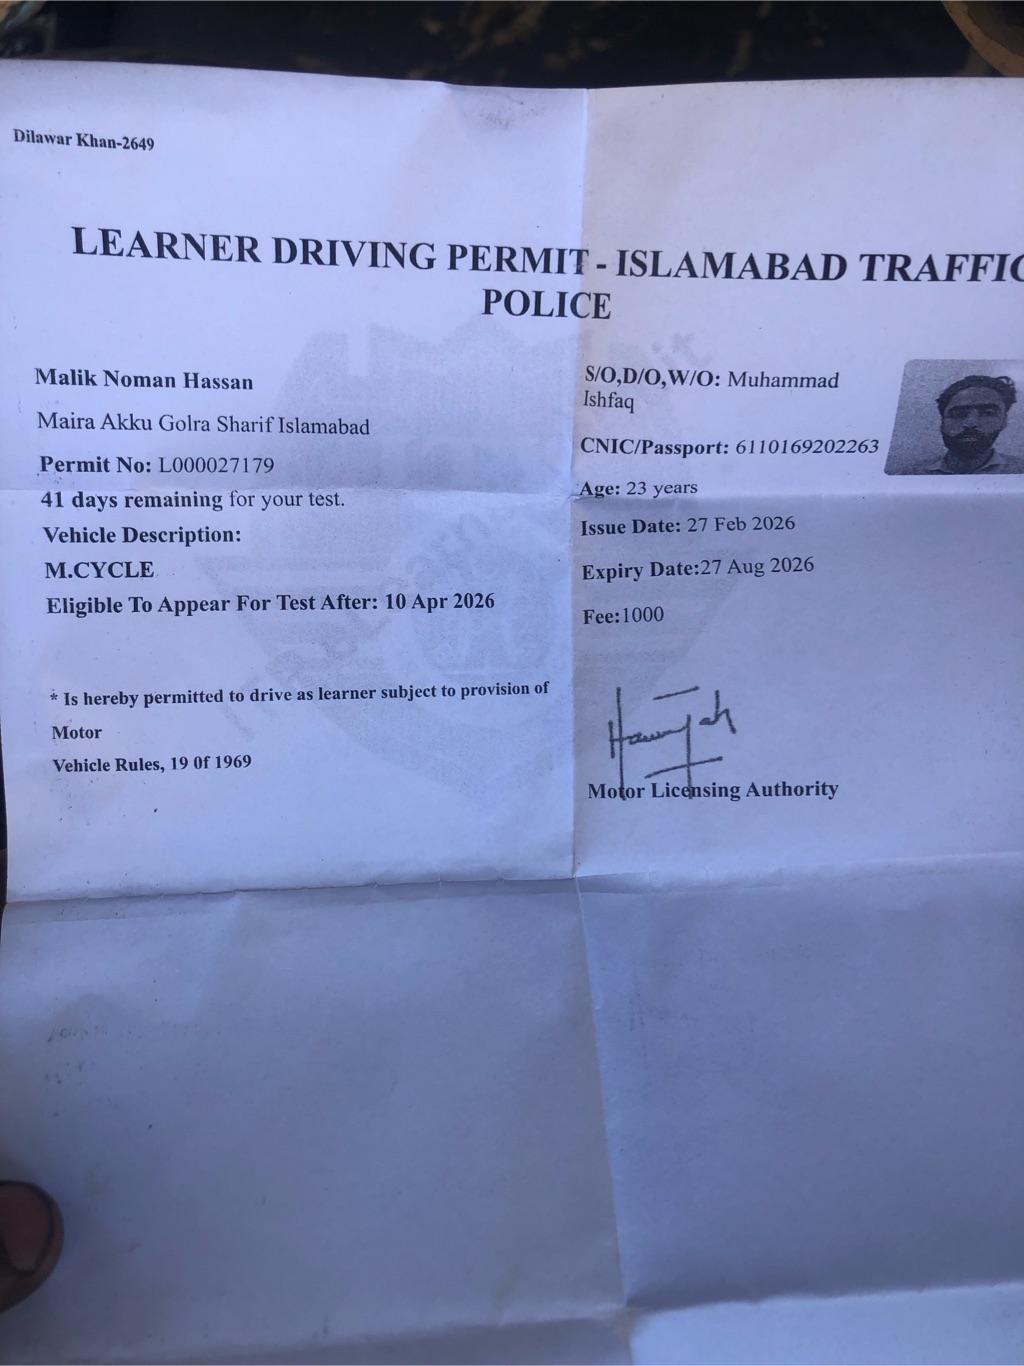 Dilawar Khan-2649
LEARNER DRIVING PERMIT - ISLAMABAD TRAFFIC
POLICE
Malik Noman Hassan
Maira Akku Golra Sharif Islamabad
Permit No: L000027179
41 days remaining for your test.
Vehicle Description:
M.CYCLE
Eligible To Appear For Test After: 10 Apr 2026
* Is hereby permitted to drive as learner subject to provision of
Motor
Vehicle Rules, 19 0f 1969
S/O,D/O,W/O: Muhammad
Ishfaq
CNIC/Passport: 6110169202263
Age: 23 years
Issue Date: 27 Feb 2026
Expiry Date:27 Aug 2026
Fee:1000
Motor Licensing Authority